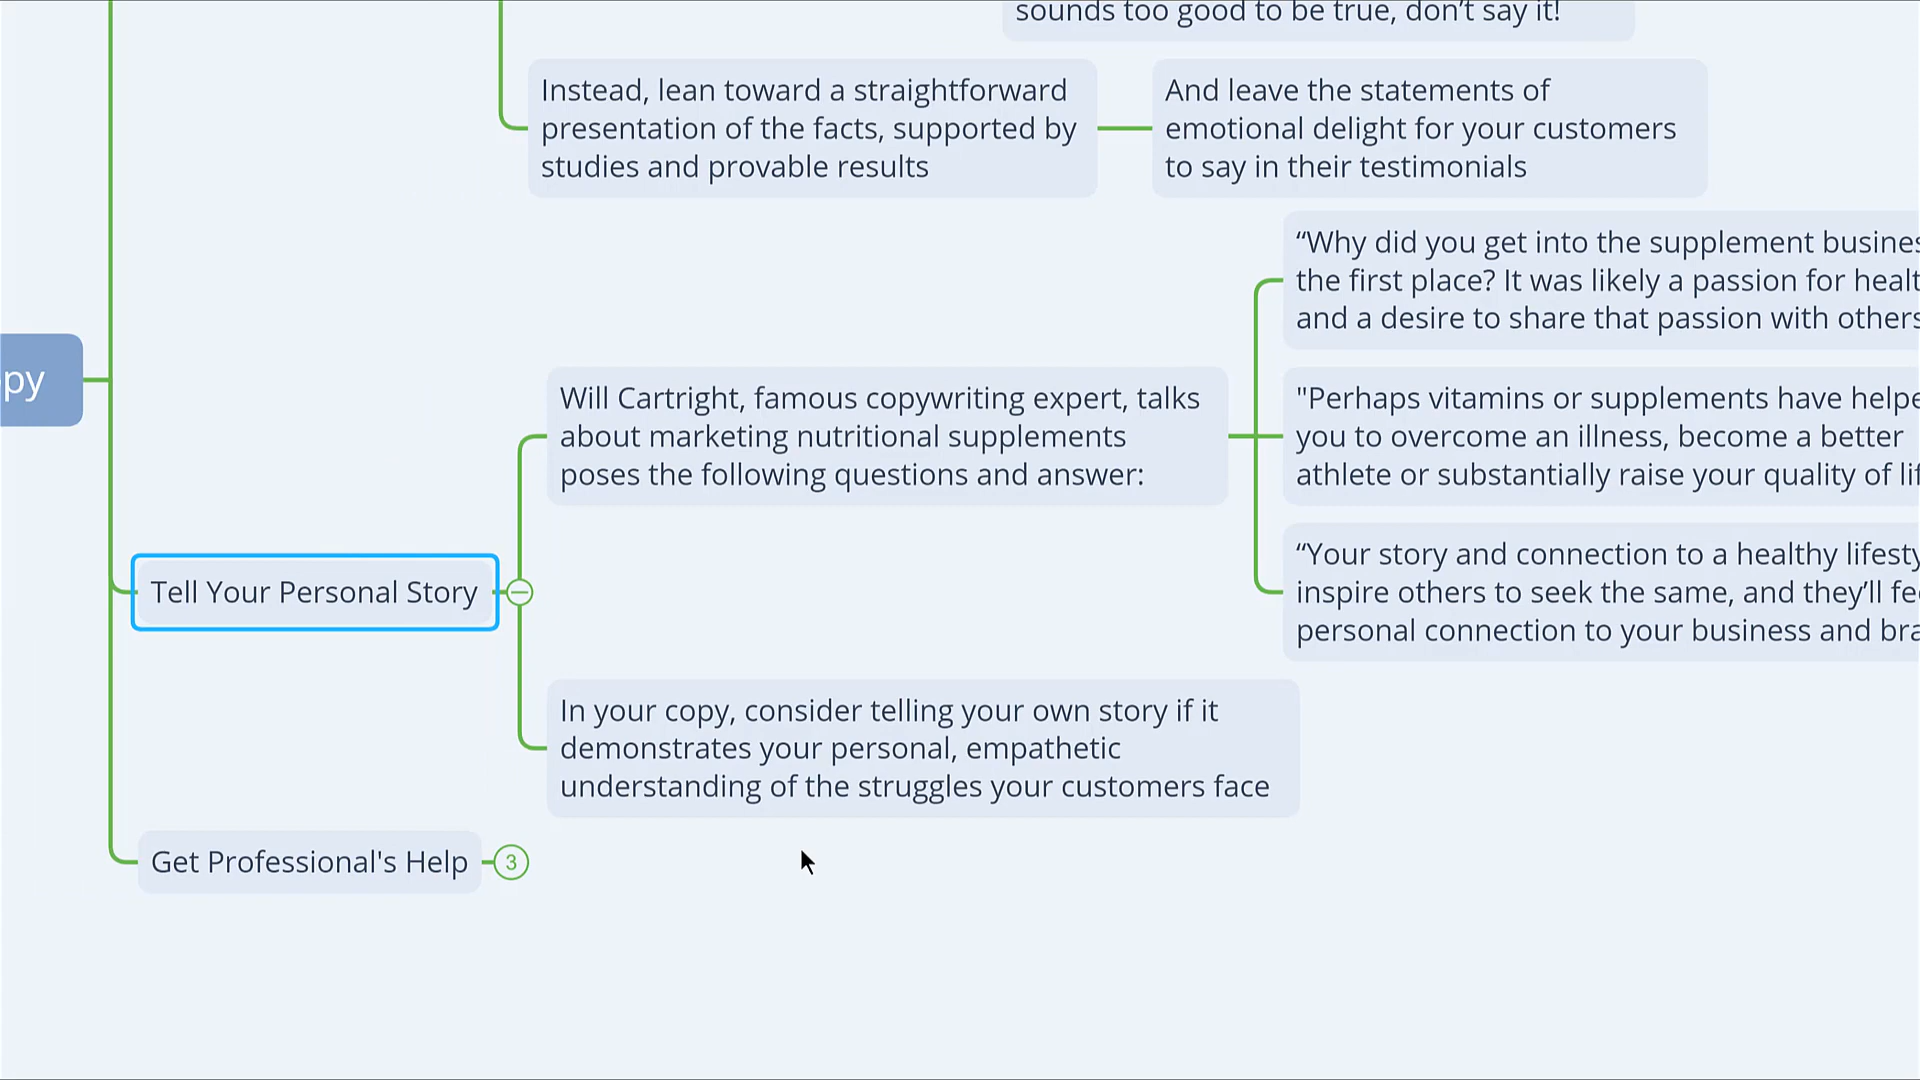 sounds too good to be true, don't say it!
Instead, lean toward a straightforward
presentation of the facts, supported by
studies and provable results
And leave the statements of
emotional delight for your customers
to say in their testimonials
“Why did you get into the supplement
the first place? It was likely a passion for
and a desire to share that passion with
py
Will Cartright, famous copywriting expert, talks
about marketing nutritional supplements
poses the following questions and answer:
"Perhaps vitamins or supplements have
you to overcome an illness, become a better
athlete or substantially raise your quality of
Tell Your Personal Story
“Your story and connection to a healthy
inspire others to seek the same, and they’ll
personal connection to your business and
In your copy, consider telling your own story if it
demonstrates your personal, empathetic
understanding of the struggles your customers face
Get Professional's Help
3